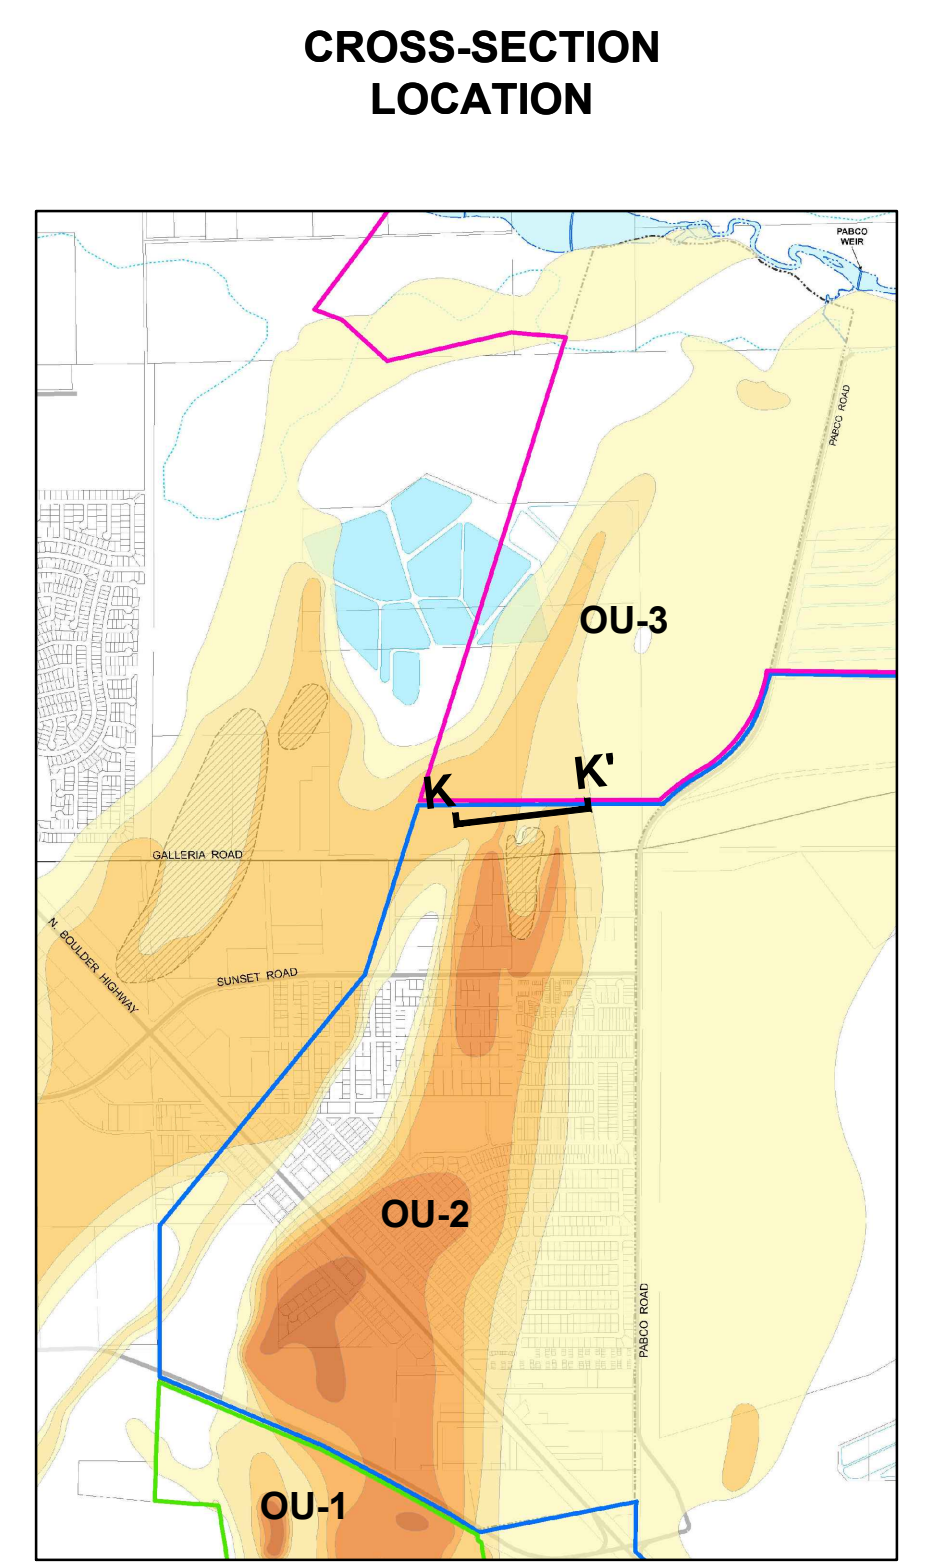 CROSS-SECTION
LOCATION
PABCO
WEIR
PABCO ROAD
OU-3
K
K'
GALLERIA ROAD
N. BOULDER HIGHWAY
SUNSET ROAD
OU-2
PABCO ROAD
OU-1